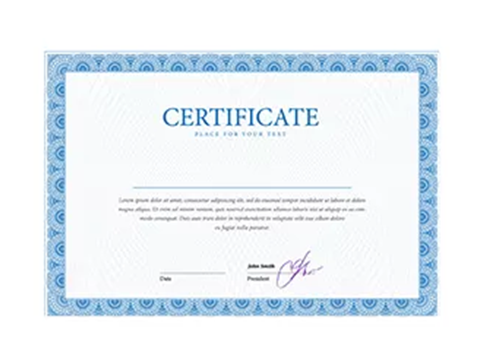 CERTIFICATE
PLACE FOR YOUR TEXT
Lorem ipsum dolor sit amet, consectetur adipiscing elit, sed do eiusmod tempor incididunt ut labore et dolore
magna aliqua. Ut enim ad minim veniam, quis nostrud exercitation ullamco laboris nisi ut aliquip ex ea com-
modo consequat. Duis aute irure dolor in reprehenderit in voluptate velit esse cillum dolore
eu fugiat nulla pariatur.
John Smith
Date
President